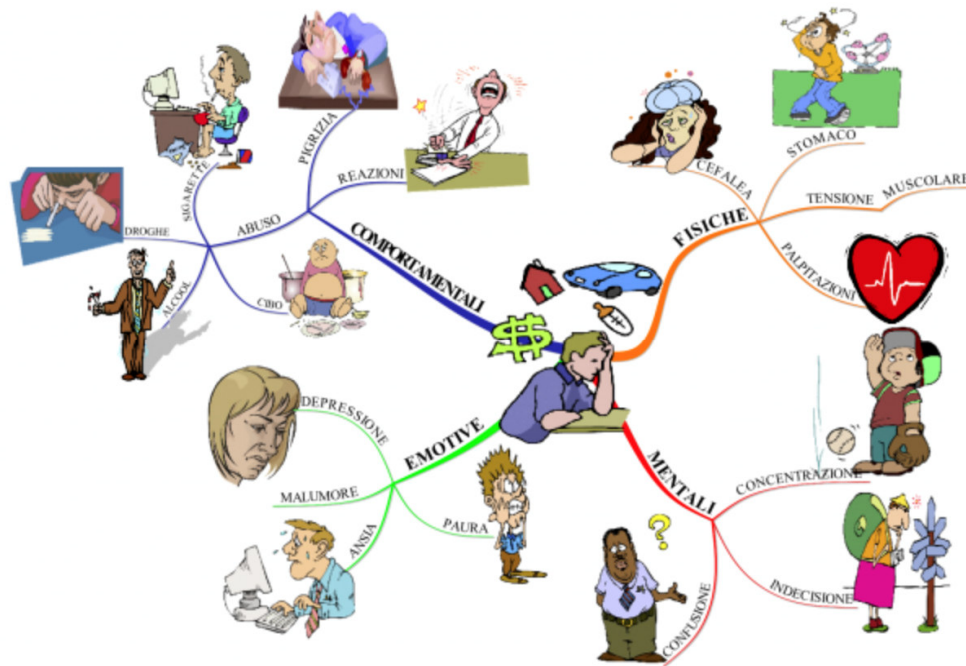 COMPORTAMENTALI
PIGRIZIA
REAZIONI
ABUSO
SIGARETTE
DROGHE
ALCOOL
CIBO
FISICHE
CEFALEA
STOMACO
TENSIONE
MUSCOLARE
PALPITAZIONI
MENTALI
CONCENTRAZIONE
INDECISIONE
CONFUSIONE
EMOTIVE
DEPRESSIONE
MALUMORE
ANSIA
PAURA
$
?